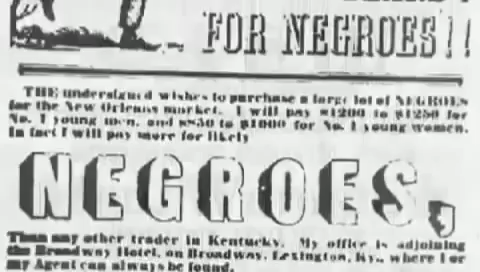 FOR NEGROES!!
THE undersigned wishes to purchase a large lot of NEGROES
for the New Orleans market. I will pay $1200 to $1250 for
No. 1 young men, and $850 to $1000 for No. 1 young women.
In fact I will pay more for likely
NEGROES,
Than any other trader in Kentucky. My office is adjoining
the Broadway Hotel, on Broadway, Lexington, Ky., where I or
my Agent can always be found.